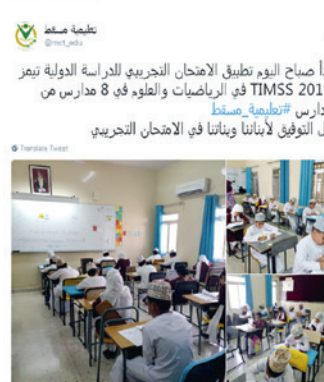 تعليمية مسقط
@mct_edu
صباح اليوم تطبيق الامتحان التجريبي للدراسة الدولية تيمز
TIMSS 201 في الرياضيات والعلوم في 8 مدارس من
#تعليمية_مسقط
التوفيق لأبنائنا وبناتنا في الامتحان التجريبي
Translate Tweet